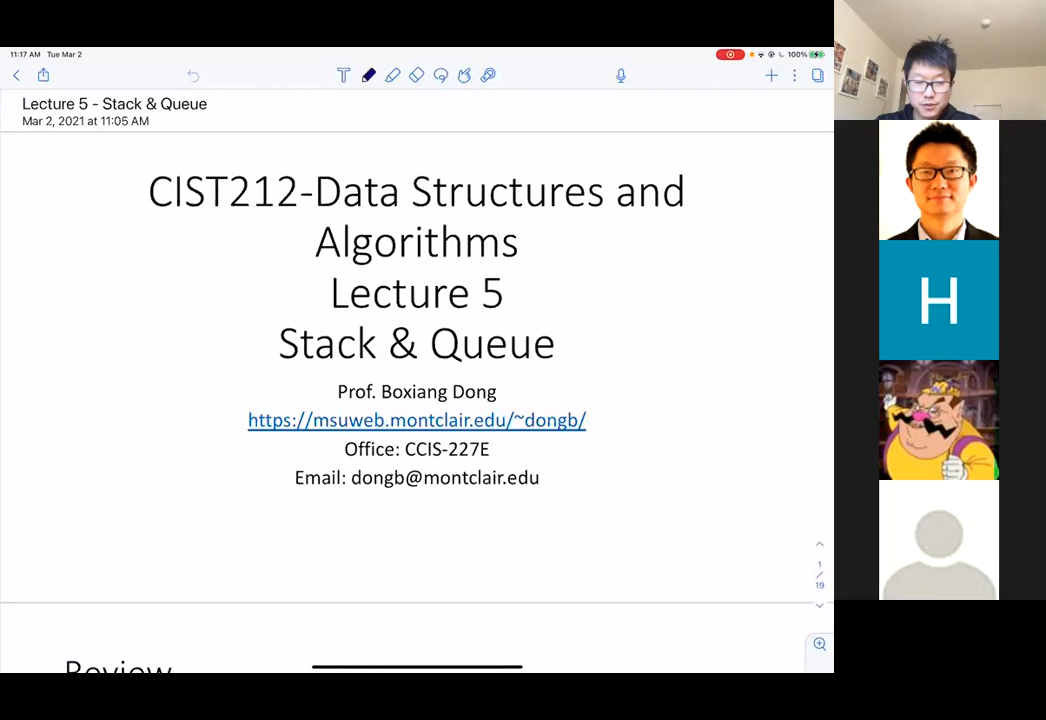 11:17 AM Tue Mar 2
100%
T
Lecture 5 - Stack & Queue
Mar 2, 2021 at 11:05 AM
CIST212-Data Structures and
Algorithms
Lecture 5
Stack & Queue
Prof. Boxiang Dong
https://msuweb.montclair.edu/~dongb/
Office: CCIS-227E
Email: dongb@montclair.edu
1
/
19
Review
H